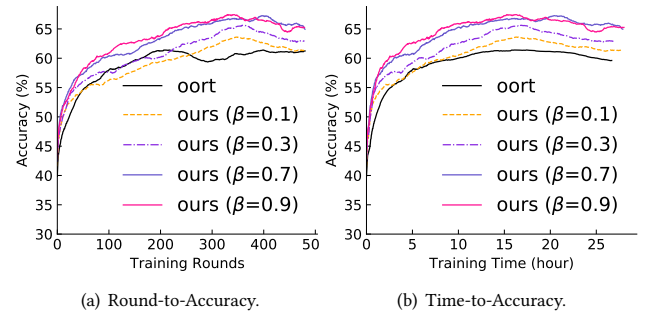 65
60
55
50
45
40
35
30
Accuracy (%)
0 100 200 300 400 50
Training Rounds
oort
ours (β=0.1)
ours (β=0.3)
ours (β=0.7)
ours (β=0.9)
(a) Round-to-Accuracy.
65
60
55
50
45
40
35
30
Accuracy (%)
0 5 10 15 20 25
Training Time (hour)
oort
ours (β=0.1)
ours (β=0.3)
ours (β=0.7)
ours (β=0.9)
(b) Time-to-Accuracy.